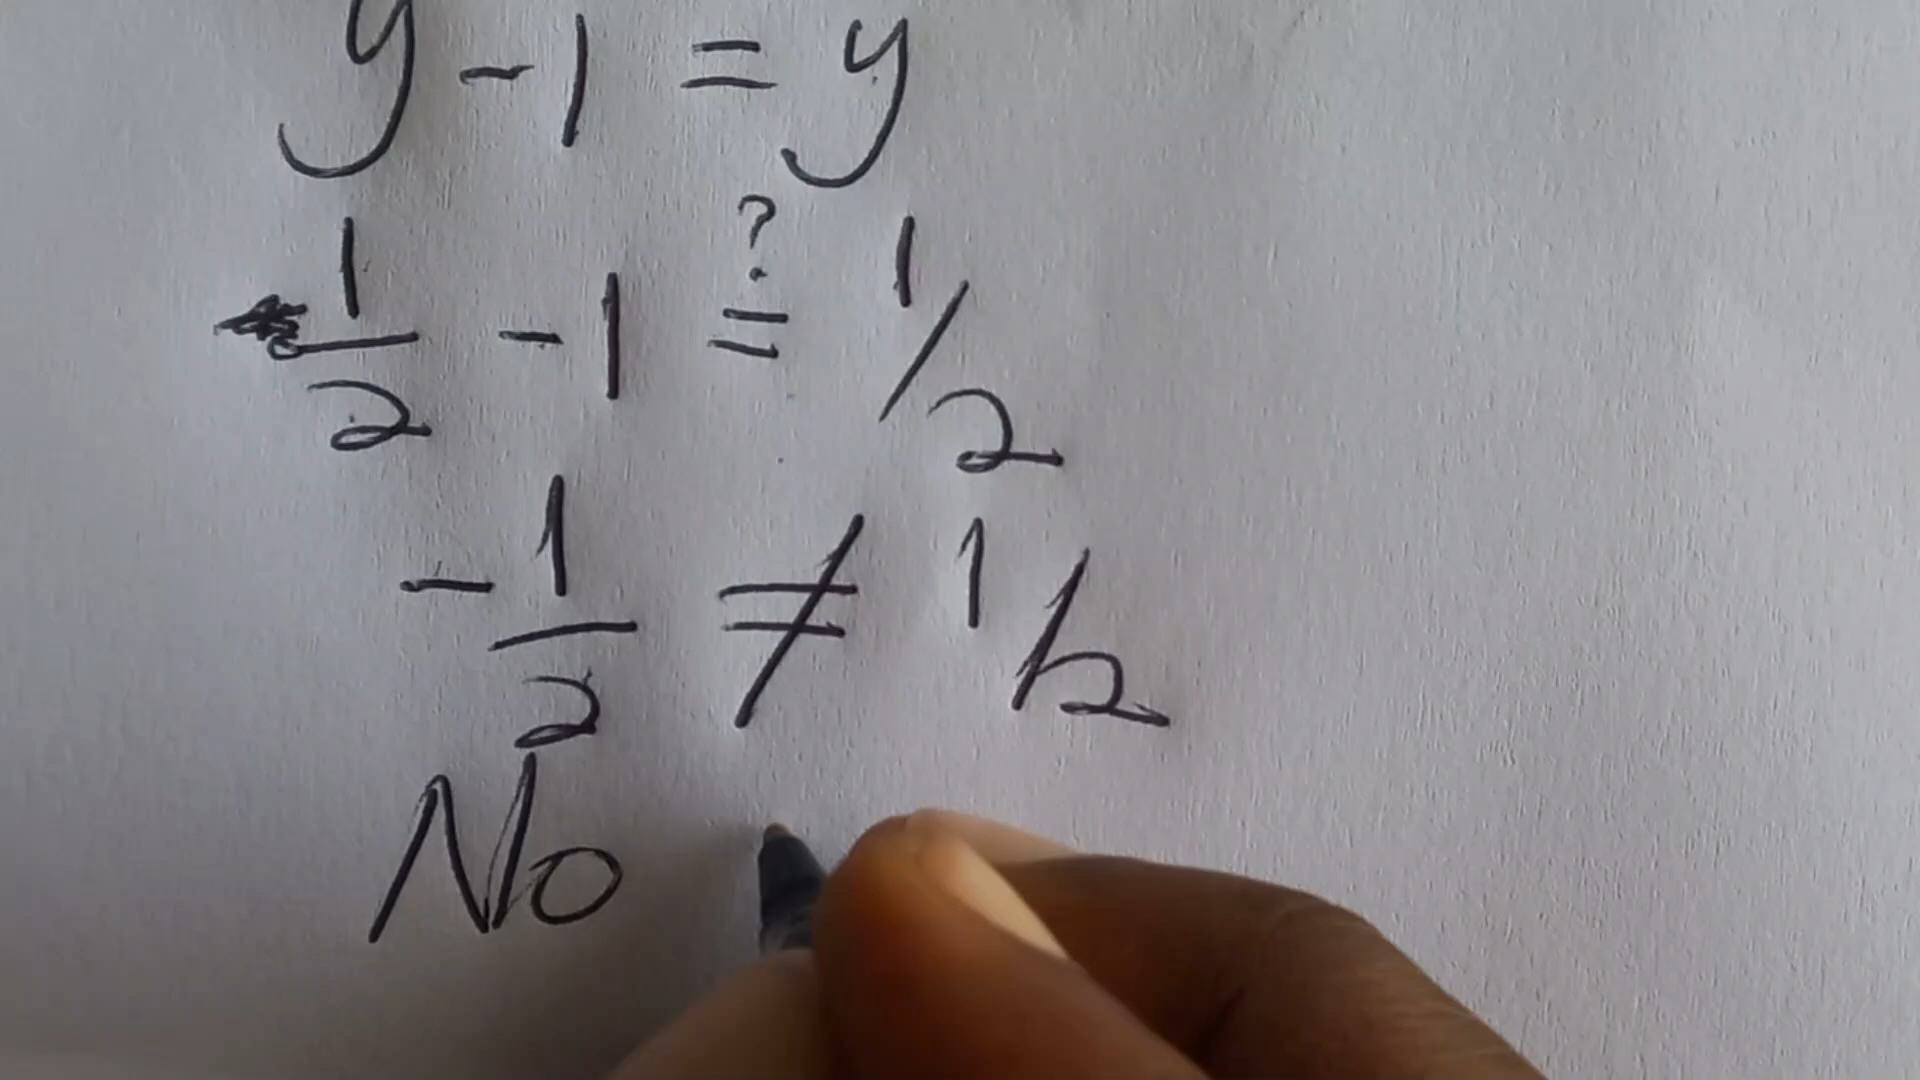 y - 1 = y
1/2 - 1 ≟ 1/2
- 1/2 ≠ 1/2
No